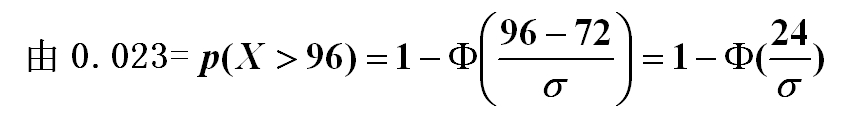 由 0.023= p(X > 96) = 1 − Φ((96 − 72)/σ) = 1 − Φ(24/σ)